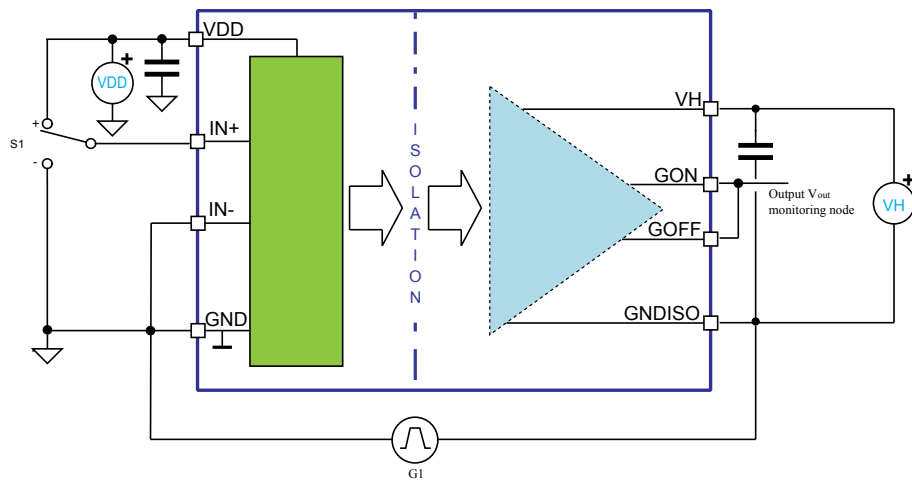 VDD
+
VDD
+
S1
-
IN+
IN-
GND
I
S
O
L
A
T
I
O
N
VH
GON
GOFF
GNDISO
Output Vout
monitoring node
+
VH
G1